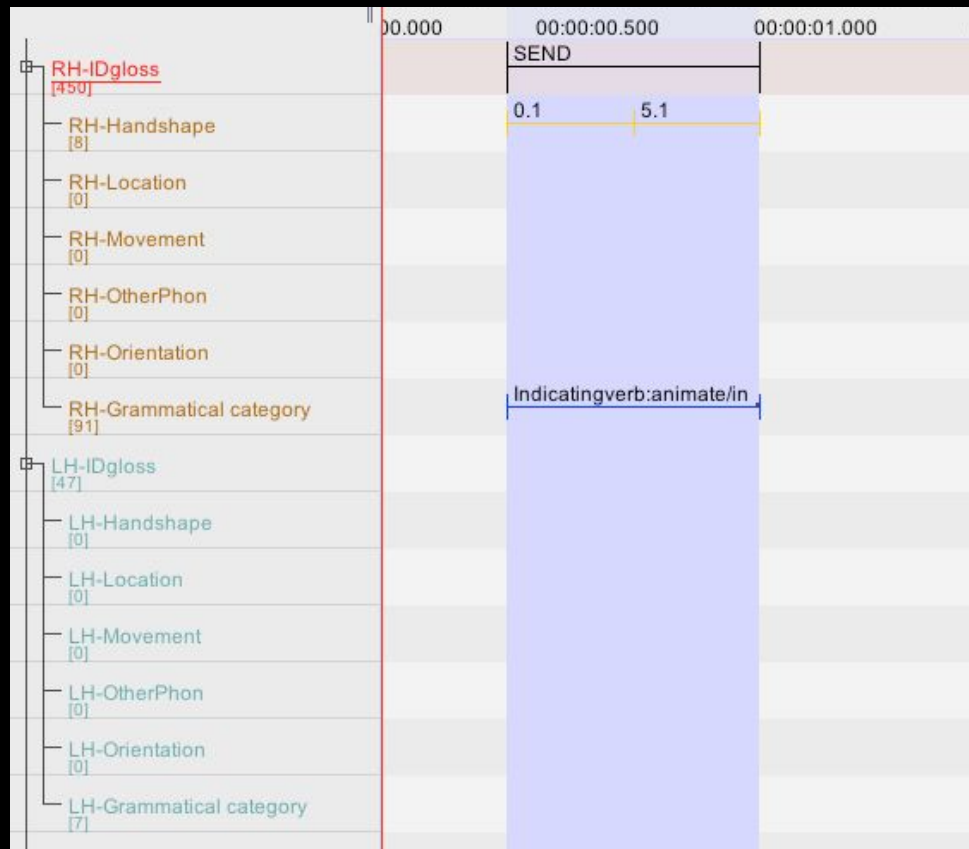 00.000 00:00:00.500 00:00:01.000
SEND
RH-IDgloss
[450]
0.1 5.1
RH-Handshape
[8]
RH-Location
[0]
RH-Movement
[0]
RH-OtherPhon
[0]
RH-Orientation
[0]
Indicatingverb:animate/in
RH-Grammatical category
[91]
LH-IDgloss
[47]
LH-Handshape
[0]
LH-Location
[0]
LH-Movement
[0]
LH-OtherPhon
[0]
LH-Orientation
[0]
LH-Grammatical category
[7]